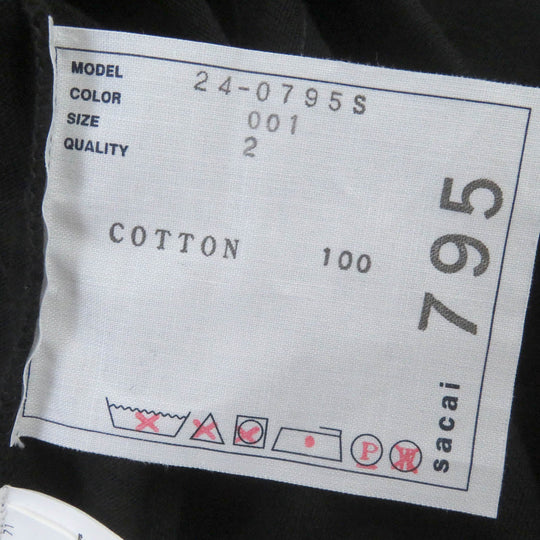 MODEL 24-0795S
COLOR 001
SIZE 2
QUALITY
COTTON 100
sacai 795
P
W